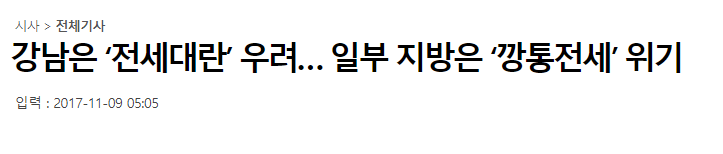 시사 > 전체기사
강남은 ‘전세대란’ 우려… 일부 지방은 ‘깡통전세’ 위기
입력 : 2017-11-09 05:05